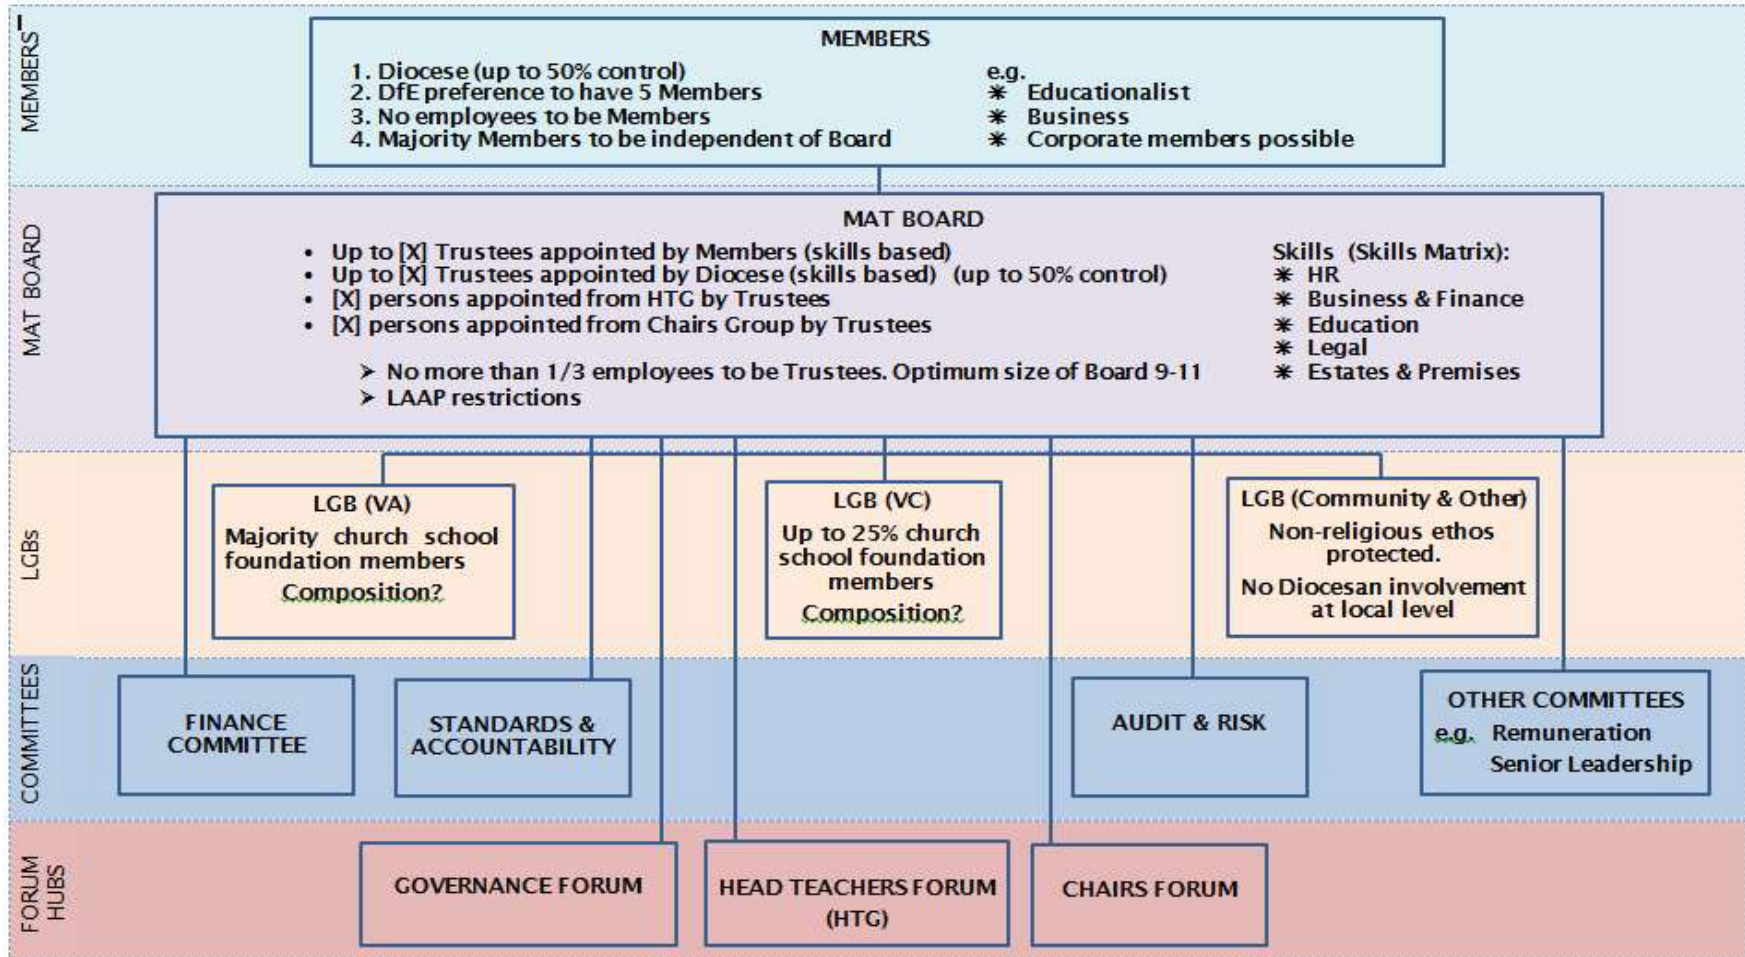 I
MEMBERS
MEMBERS
1. Diocese (up to 50% control)
2. DfE preference to have 5 Members
3. No employees to be Members
4. Majority Members to be independent of Board
e.g.
✳ Educationalist
✳ Business
✳ Corporate members possible
MAT BOARD
MAT BOARD
• Up to [X] Trustees appointed by Members (skills based)
• Up to [X] Trustees appointed by Diocese (skills based) (up to 50% control)
• [X] persons appointed from HTG by Trustees
• [X] persons appointed from Chairs Group by Trustees
➤ No more than 1/3 employees to be Trustees. Optimum size of Board 9-11
➤ LAAP restrictions
Skills (Skills Matrix):
✳ HR
✳ Business & Finance
✳ Education
✳ Legal
✳ Estates & Premises
LGBs
LGB (VA)
Majority church school
foundation members
Composition?
LGB (VC)
Up to 25% church
school foundation
members
Composition?
LGB (Community & Other)
Non-religious ethos
protected.
No Diocesan involvement
at local level
COMMITTEES
FINANCE
COMMITTEE
STANDARDS &
ACCOUNTABILITY
AUDIT & RISK
OTHER COMMITTEES
e.g. Remuneration
Senior Leadership
FORUM
HUBS
GOVERNANCE FORUM
HEAD TEACHERS FORUM
(HTG)
CHAIRS FORUM